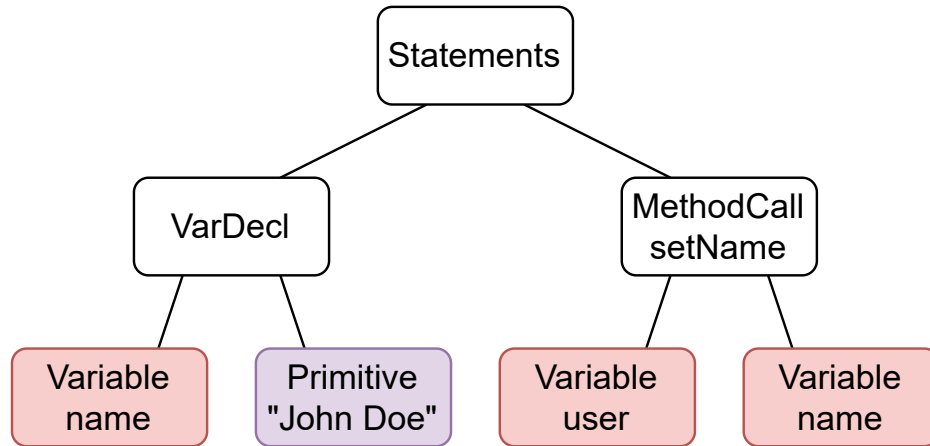 Statements
VarDecl
MethodCall
setName
Variable
name
Primitive
"John Doe"
Variable
user
Variable
name